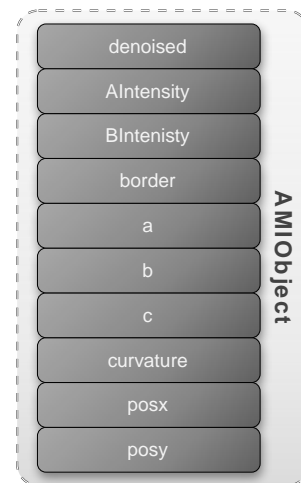 denoised
AIntensity
BIntenisty
border
a
b
c
curvature
posx
posy
AMIObject